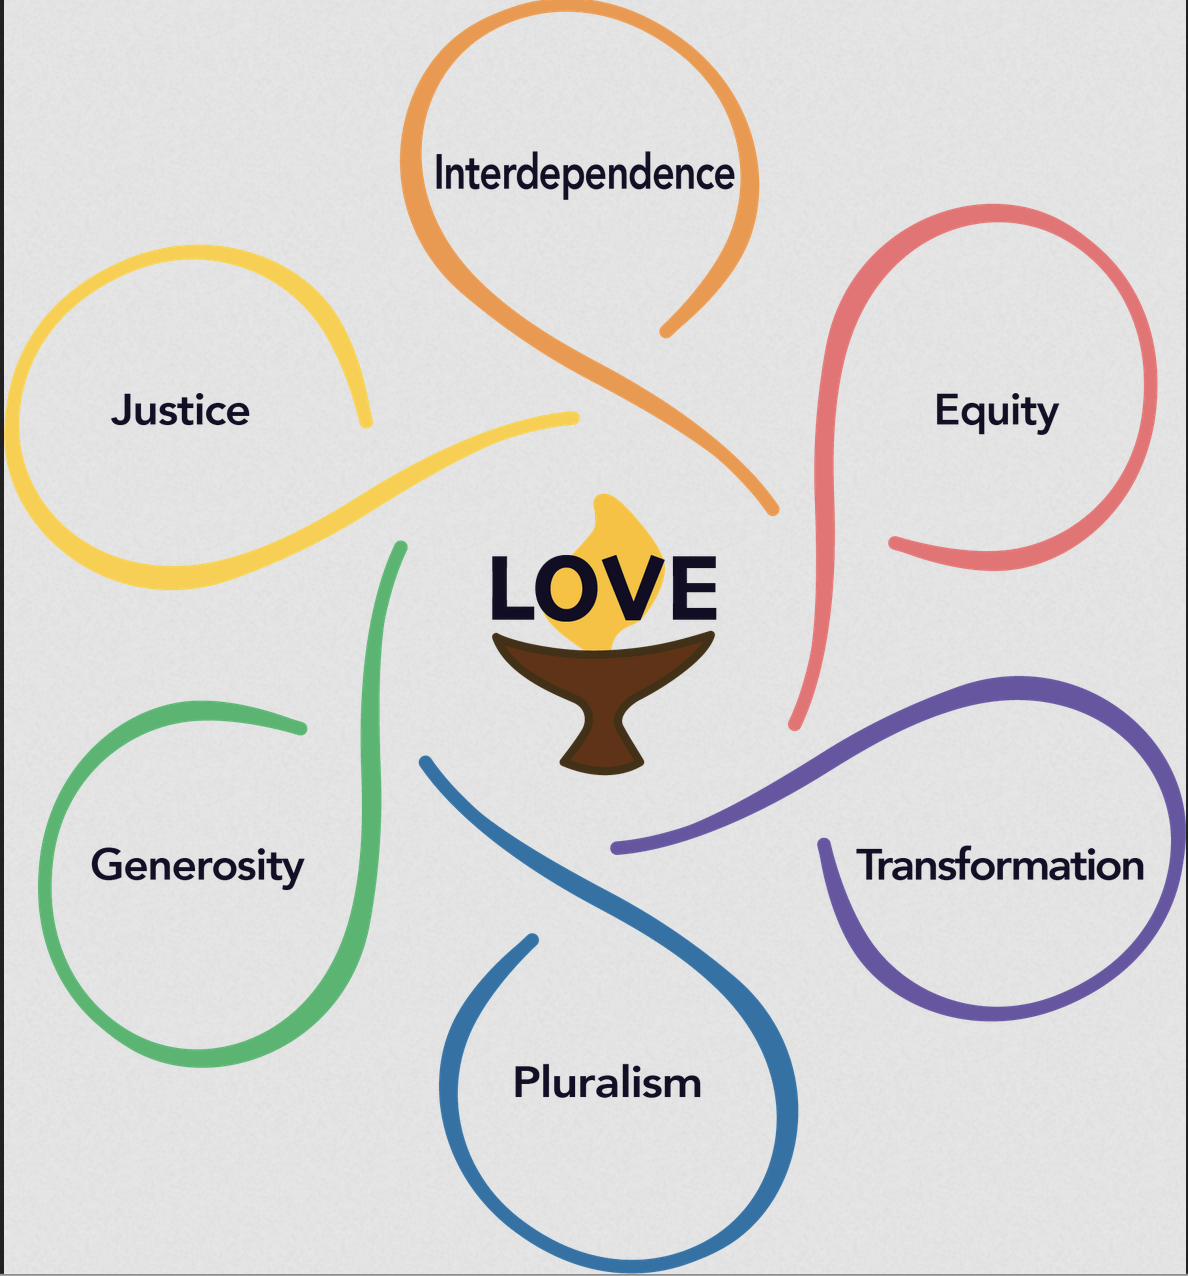 Interdependence
Justice
Equity
LOVE
Generosity
Transformation
Pluralism